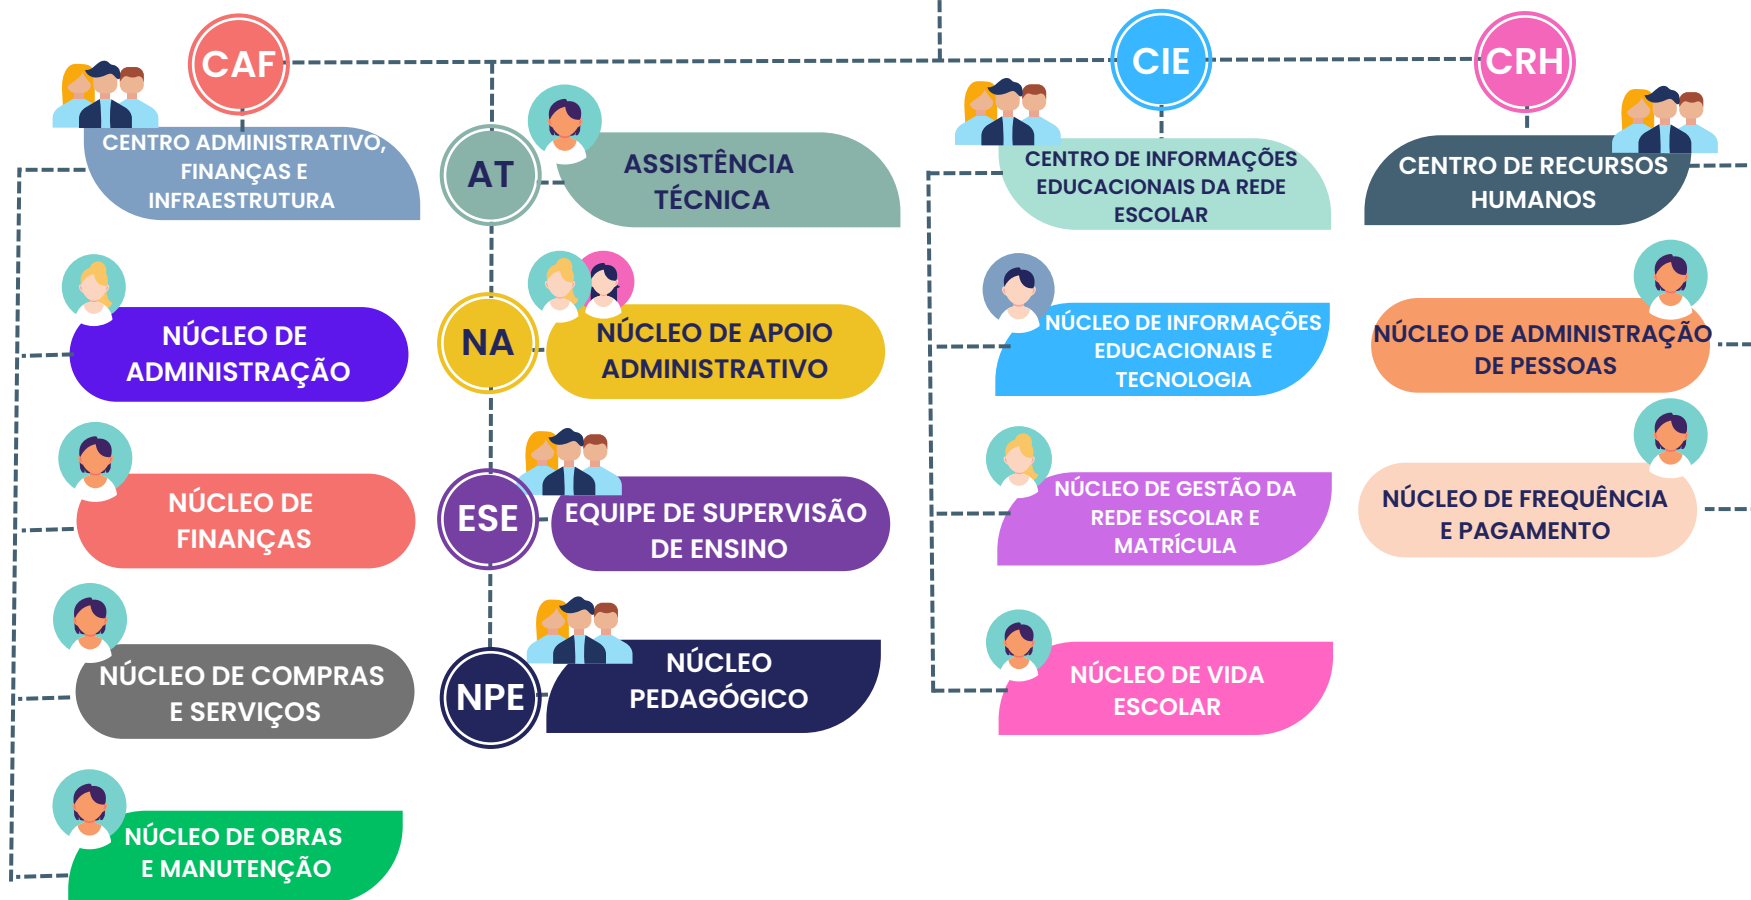 CAF
CENTRO ADMINISTRATIVO,
FINANÇAS E
INFRAESTRUTURA
NÚCLEO DE
ADMINISTRAÇÃO
NÚCLEO DE
FINANÇAS
NÚCLEO DE COMPRAS
E SERVIÇOS
NÚCLEO DE OBRAS
E MANUTENÇÃO
AT
ASSISTÊNCIA
TÉCNICA
NA
NÚCLEO DE APOIO
ADMINISTRATIVO
ESE
EQUIPE DE SUPERVISÃO
DE ENSINO
NPE
NÚCLEO
PEDAGÓGICO
CIE
CENTRO DE INFORMAÇÕES
EDUCACIONAIS DA REDE
ESCOLAR
NÚCLEO DE INFORMAÇÕES
EDUCACIONAIS E
TECNOLOGIA
NÚCLEO DE GESTÃO DA
REDE ESCOLAR E
MATRÍCULA
NÚCLEO DE VIDA
ESCOLAR
CRH
CENTRO DE RECURSOS
HUMANOS
NÚCLEO DE ADMINISTRAÇÃO
DE PESSOAS
NÚCLEO DE FREQUÊNCIA
E PAGAMENTO